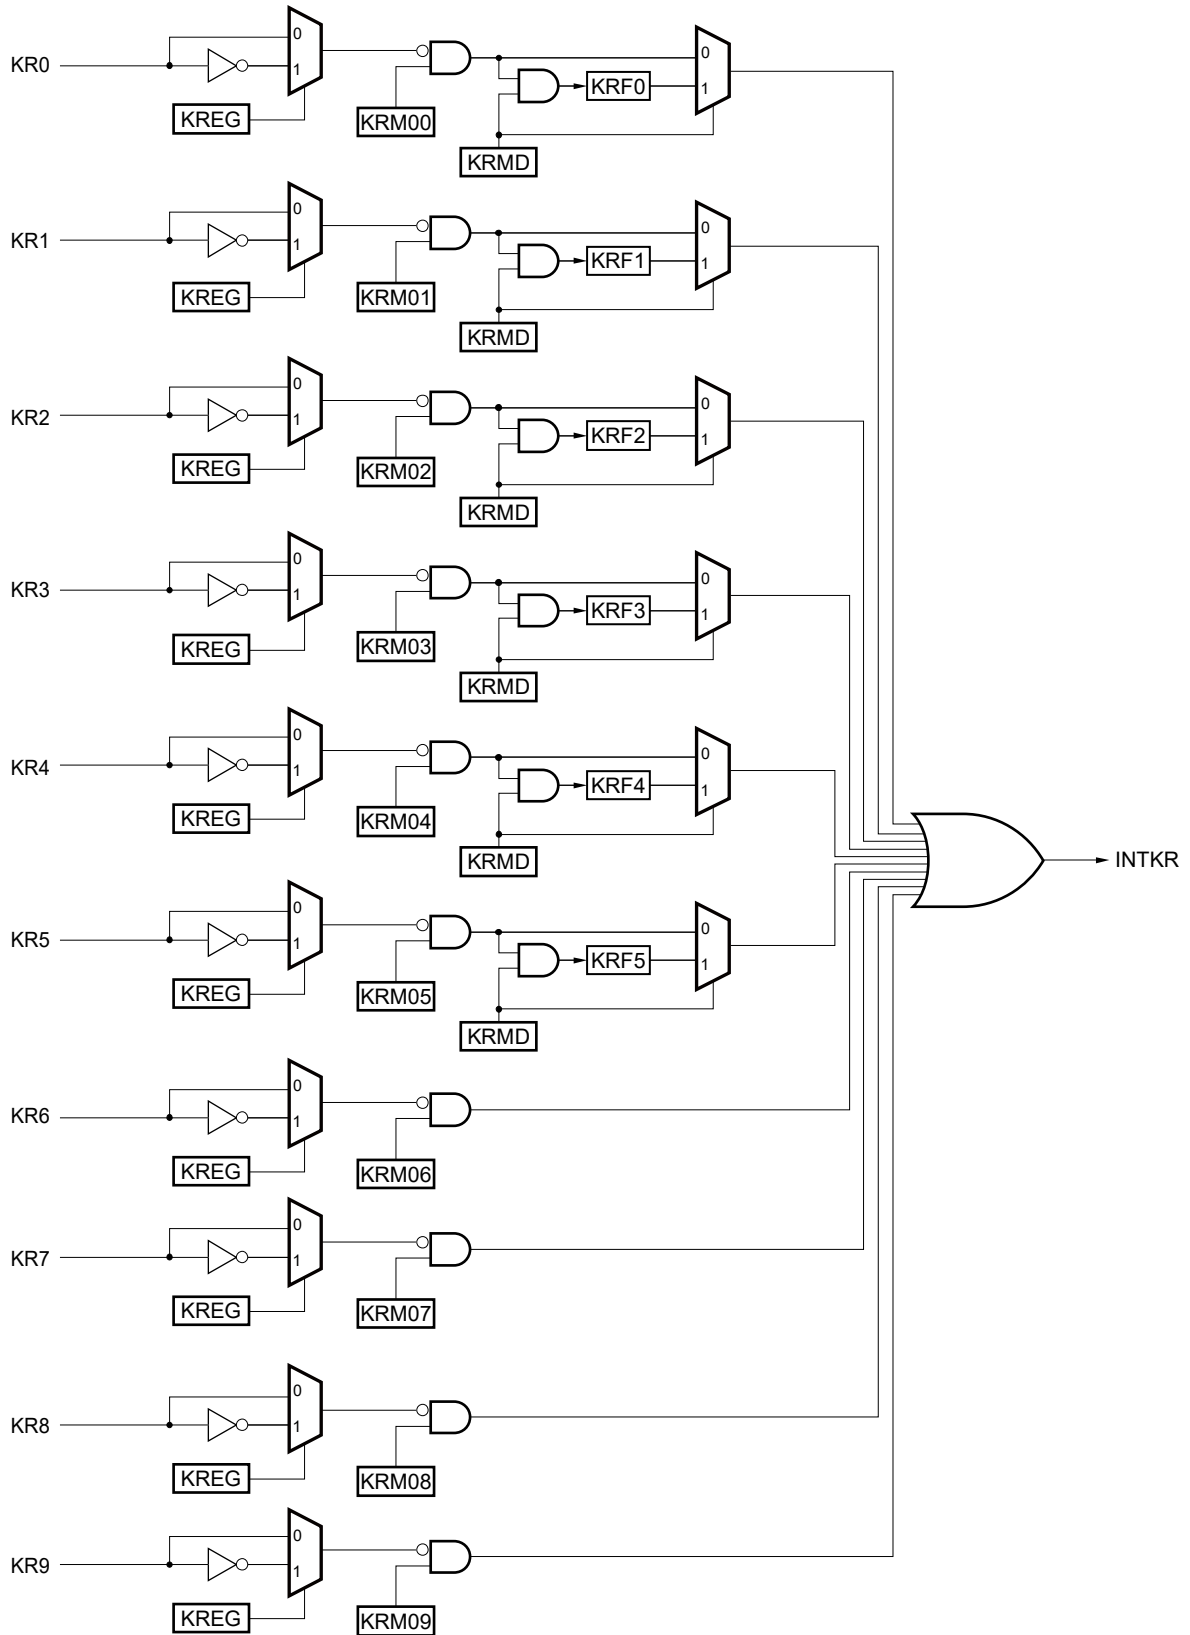 0
KR0
1
KRF0
0
1
KREG
KRM00
KRMD
0
KR1
1
KRF1
0
1
KREG
KRM01
KRMD
0
KR2
1
KRF2
0
1
KREG
KRM02
KRMD
0
KR3
1
KRF3
0
1
KREG
KRM03
KRMD
0
KR4
1
KRF4
0
1
KREG
KRM04
KRMD
INTKR
0
KR5
1
KRF5
0
1
KREG
KRM05
KRMD
0
KR6
1
KREG
KRM06
0
KR7
1
KREG
KRM07
0
KR8
1
KREG
KRM08
0
KR9
1
KREG
KRM09